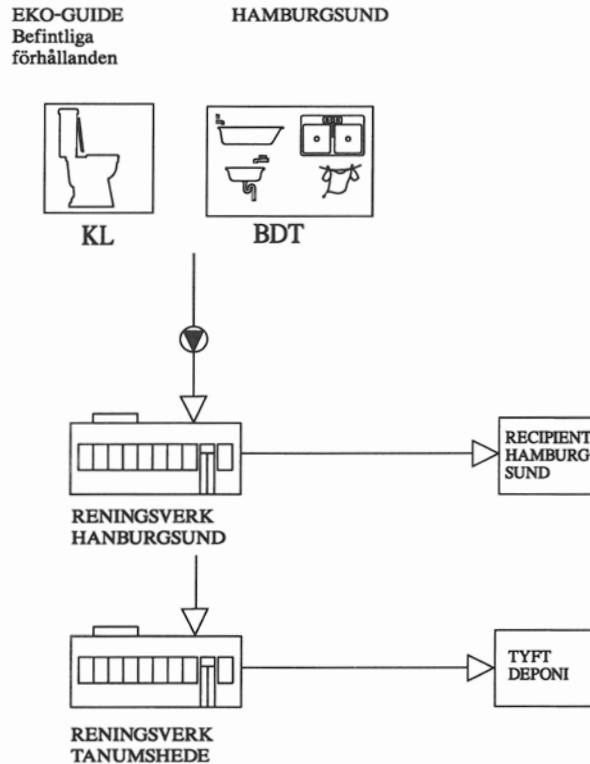 EKO-GUIDE
Befintliga
förhållanden
HAMBURGSUND
KL
BDT
RECIPIENT
HAMBURG-
SUND
RENINGSVERK
HANBURGSUND
TYFT
DEPONI
RENINGSVERK
TANUMSHEDE